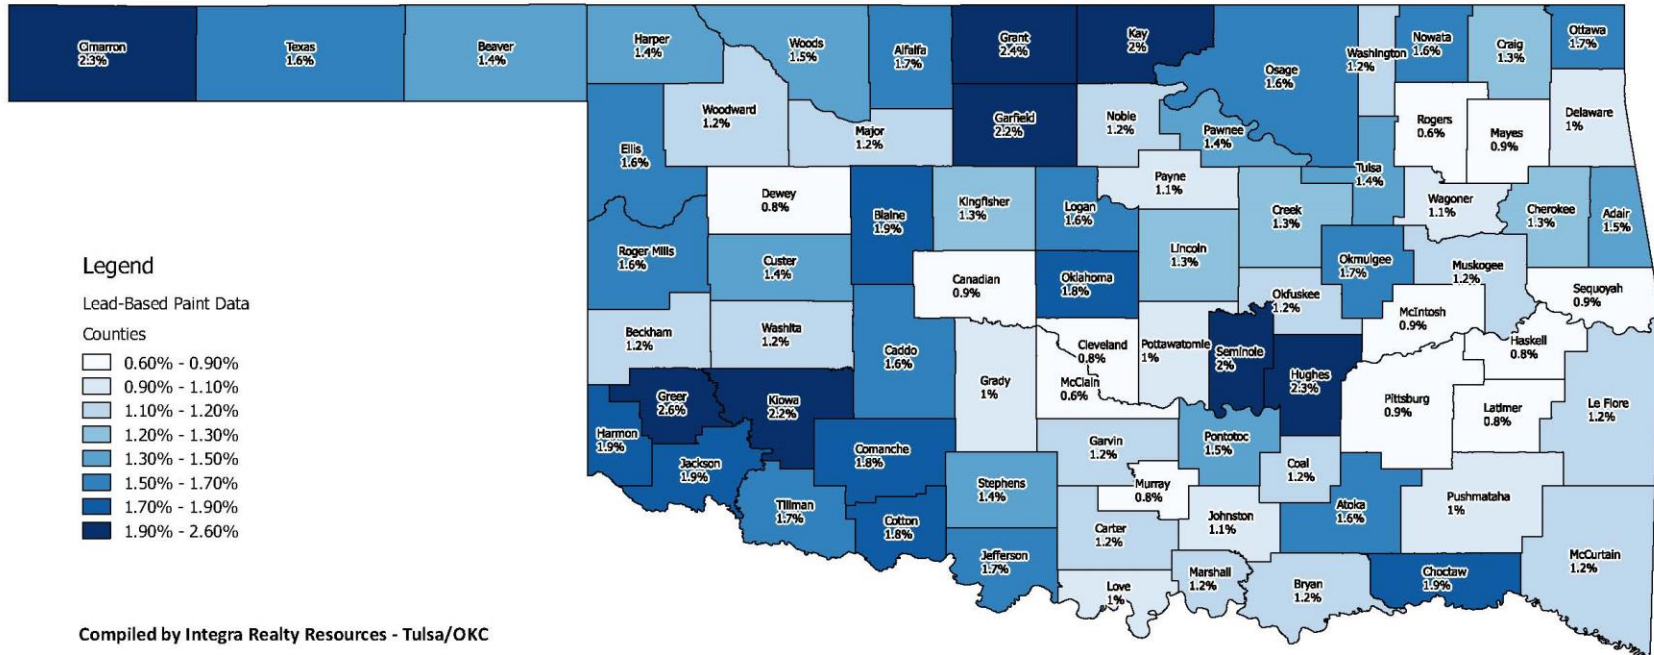 Cimarron
2.3%
Texas
1.6%
Beaver
1.4%
Harper
1.4%
Woods
1.5%
Alfalfa
1.7%
Grant
2.4%
Kay
2%
Osage
1.6%
Washington
1.2%
Nowata
1.6%
Craig
1.3%
Ottawa
1.7%
Woodward
1.2%
Major
1.2%
Garfield
2.2%
Noble
1.2%
Pawnee
1.4%
Rogers
0.6%
Mayes
0.9%
Delaware
1%
Ellis
1.6%
Dewey
0.8%
Blaine
1.9%
Kingfisher
1.3%
Logan
1.6%
Payne
1.1%
Creek
1.3%
Tulsa
1.4%
Wagoner
1.1%
Cherokee
1.3%
Adair
1.5%
Roger Mills
1.6%
Custer
1.4%
Canadian
0.9%
Oklahoma
1.8%
Lincoln
1.3%
Okfuskee
1.2%
Okmulgee
1.7%
Muskogee
1.2%
Sequoyah
0.9%
Beckham
1.2%
Washita
1.2%
Caddo
1.6%
Grady
1%
Cleveland
0.8%
McClain
0.6%
Pottawatomie
1%
Seminole
2%
Hughes
2.3%
McIntosh
0.9%
Haskell
0.8%
Pittsburg
0.9%
Latimer
0.8%
Le Flore
1.2%
Greer
2.6%
Kiowa
2.2%
Harmon
1.9%
Jackson
1.9%
Comanche
1.8%
Tillman
1.7%
Cotton
1.8%
Stephens
1.4%
Jefferson
1.7%
Garvin
1.2%
Murray
0.8%
Carter
1.2%
Love
1%
Pontotoc
1.5%
Johnston
1.1%
Marshall
1.2%
Coal
1.2%
Atoka
1.6%
Bryan
1.2%
Pushmataha
1%
Choctaw
1.9%
McCurtain
1.2%
Legend
Lead-Based Paint Data
Counties
0.60% - 0.90%
0.90% - 1.10%
1.10% - 1.20%
1.20% - 1.30%
1.30% - 1.50%
1.50% - 1.70%
1.70% - 1.90%
1.90% - 2.60%
Compiled by Integra Realty Resources - Tulsa/OKC